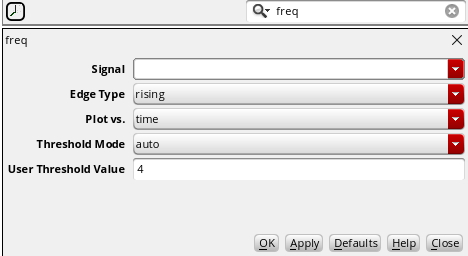 freq
freq
Signal
Edge Type rising
Plot vs. time
Threshold Mode auto
User Threshold Value 4
OK Apply Defaults Help Close